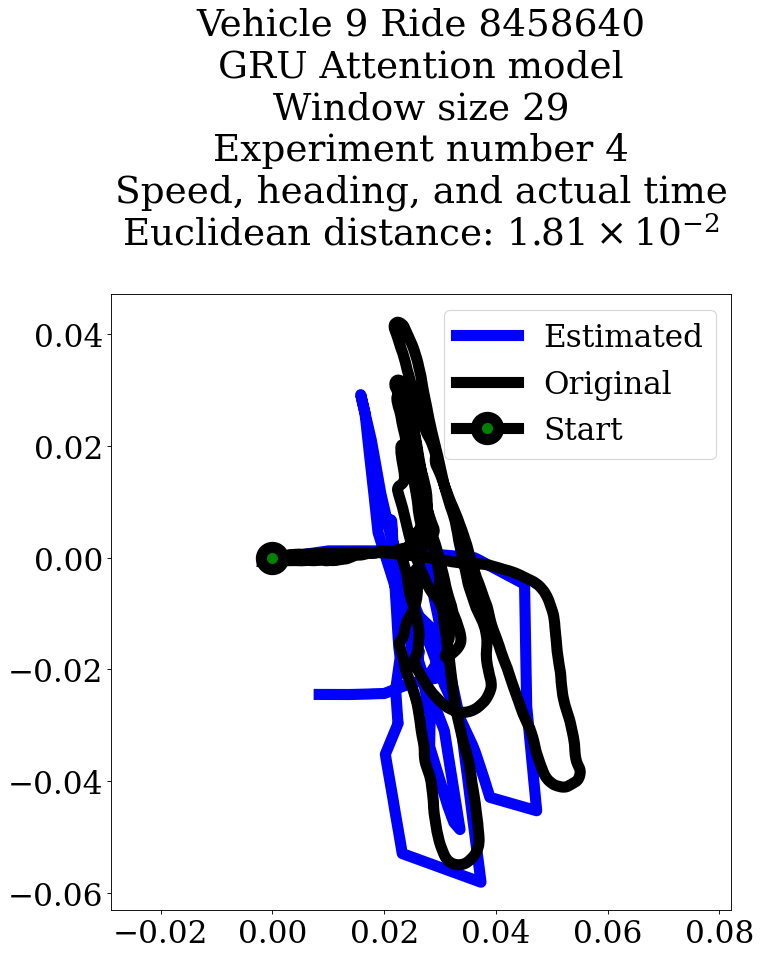 Vehicle 9 Ride 8458640
GRU Attention model
Window size 29
Experiment number 4
Speed, heading, and actual time
Euclidean distance: 1.81 × 10⁻²
Estimated
Original
Start
0.04
0.02
0.00
−0.02
−0.04
−0.06
−0.02 0.00 0.02 0.04 0.06 0.08